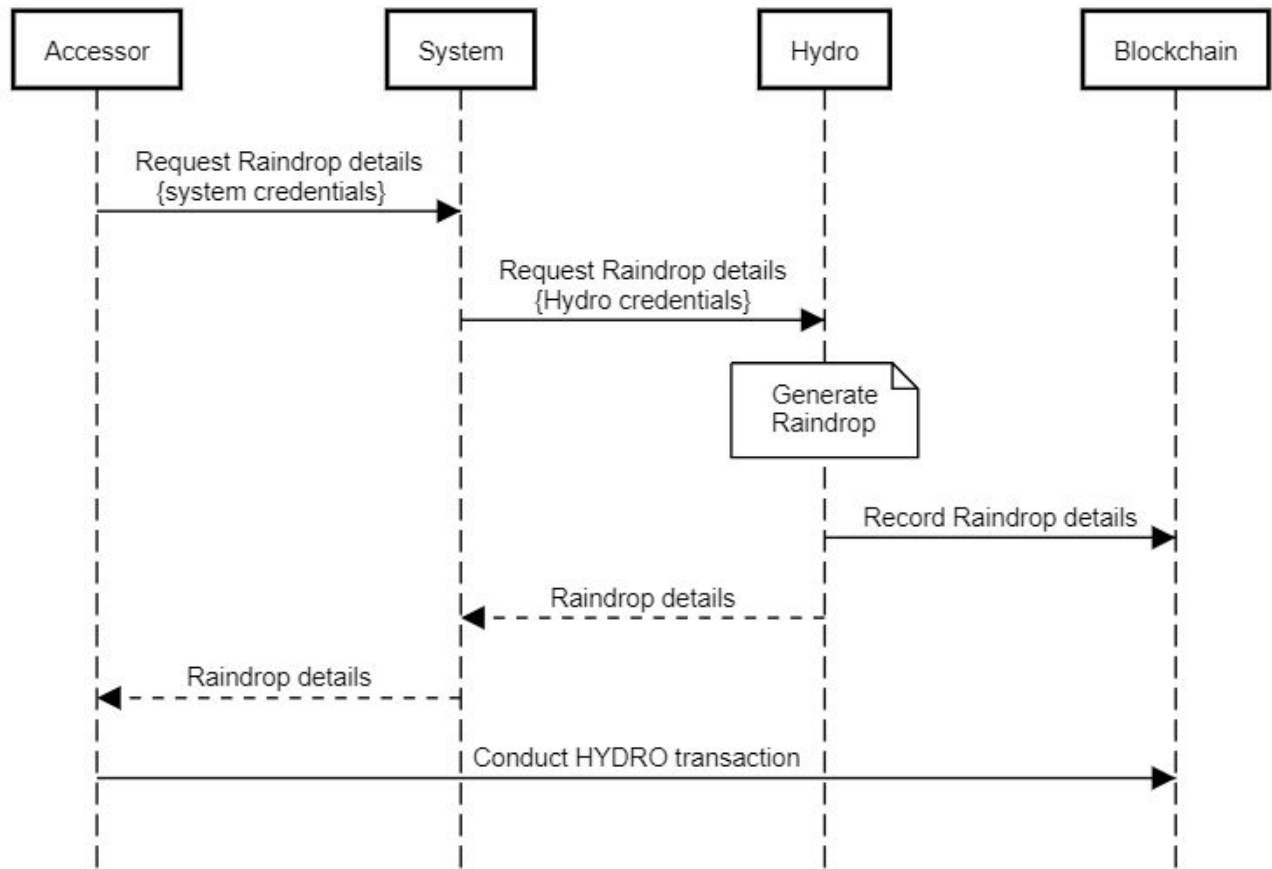 Accessor
System
Hydro
Blockchain
Request Raindrop details
{system credentials}
Request Raindrop details
{Hydro credentials}
Generate
Raindrop
Record Raindrop details
Raindrop details
Raindrop details
Conduct HYDRO transaction